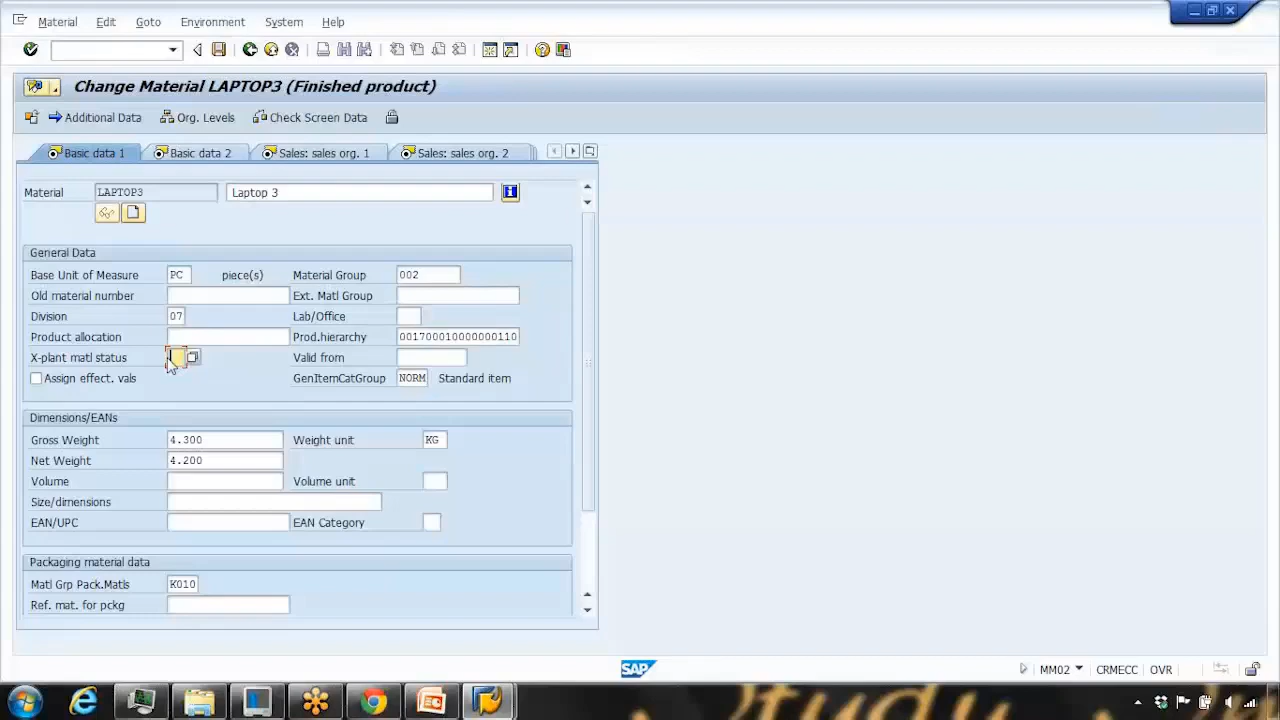 Material Edit Goto Environment System Help
Change Material LAPTOP3 (Finished product)
Additional Data Org. Levels Check Screen Data
Basic data 1 Basic data 2 Sales: sales org. 1 Sales: sales org. 2
Material LAPTOP3 Laptop 3
General Data
Base Unit of Measure PC piece(s) Material Group 002
Old material number Ext. Matl Group
Division 07 Lab/Office
Product allocation Prod.hierarchy 001700010000000110
X-plant matl status Valid from
Assign effect. vals GenItemCatGroup NORM Standard item
Dimensions/EANs
Gross Weight 4.300 Weight unit KG
Net Weight 4.200
Volume Volume unit
Size/dimensions
EAN/UPC EAN Category
Packaging material data
Matl Grp Pack.Matls K010
Ref. mat. for pckg
SAP MM02 CRMECC OVR